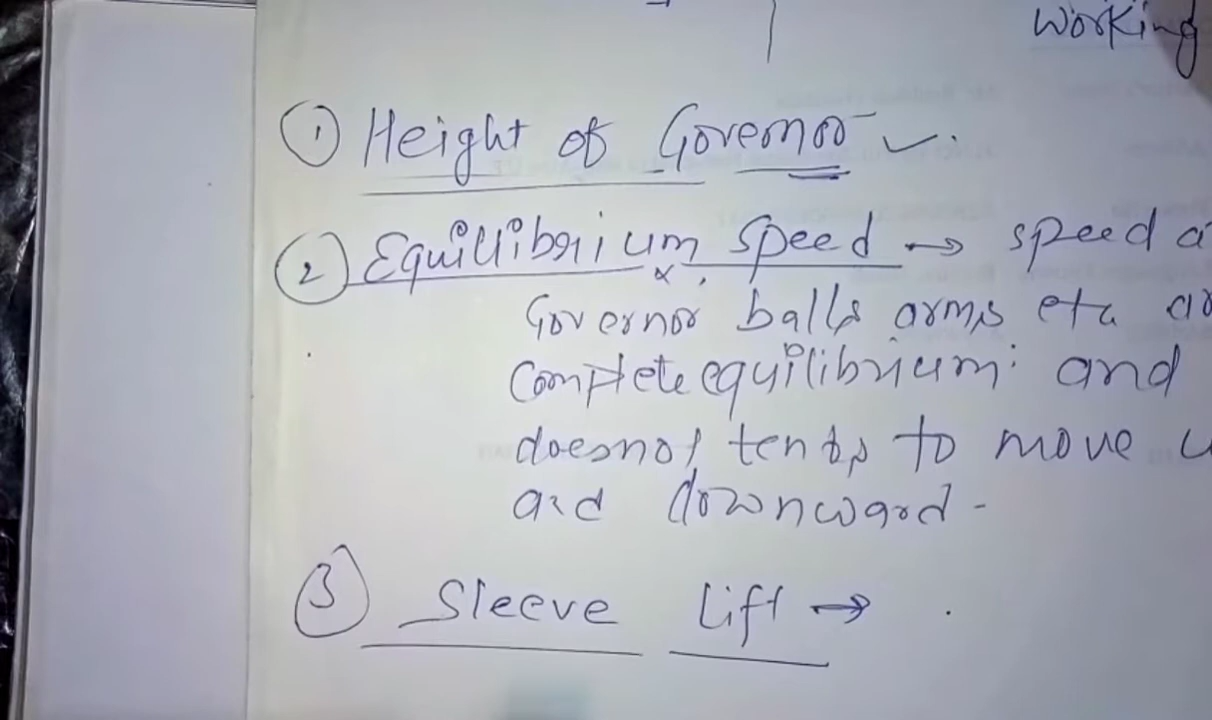 working
① Height of Governor
② Equilibrium speed → speed a
Governor balls arms etc ar
complete equilibrium. and
doesnot tends to move u
and downward -
③ Sleeve Lift →